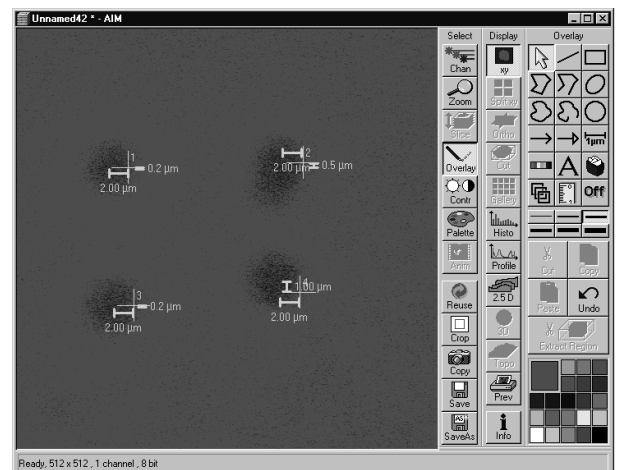 Unnamed42 * - AIM
Select
Display
Overlay
Chan
xy
Zoom
Split xy
Slice
Ortho
Overlay
Cut
1µm
Contr
Gallery
A
Off
Palette
Histo
Anim
Profile
Cut
Copy
Reuse
2.5 D
Paste
Undo
Crop
3D
Extract Region
Copy
Topo
Save
Prev
SaveAs
Info
1
0.2 µm
2.00 µm
2
0.5 µm
2.00 µm
3
0.2 µm
2.00 µm
4
1.00 µm
2.00 µm
Ready, 512 x 512 , 1 channel , 8 bit